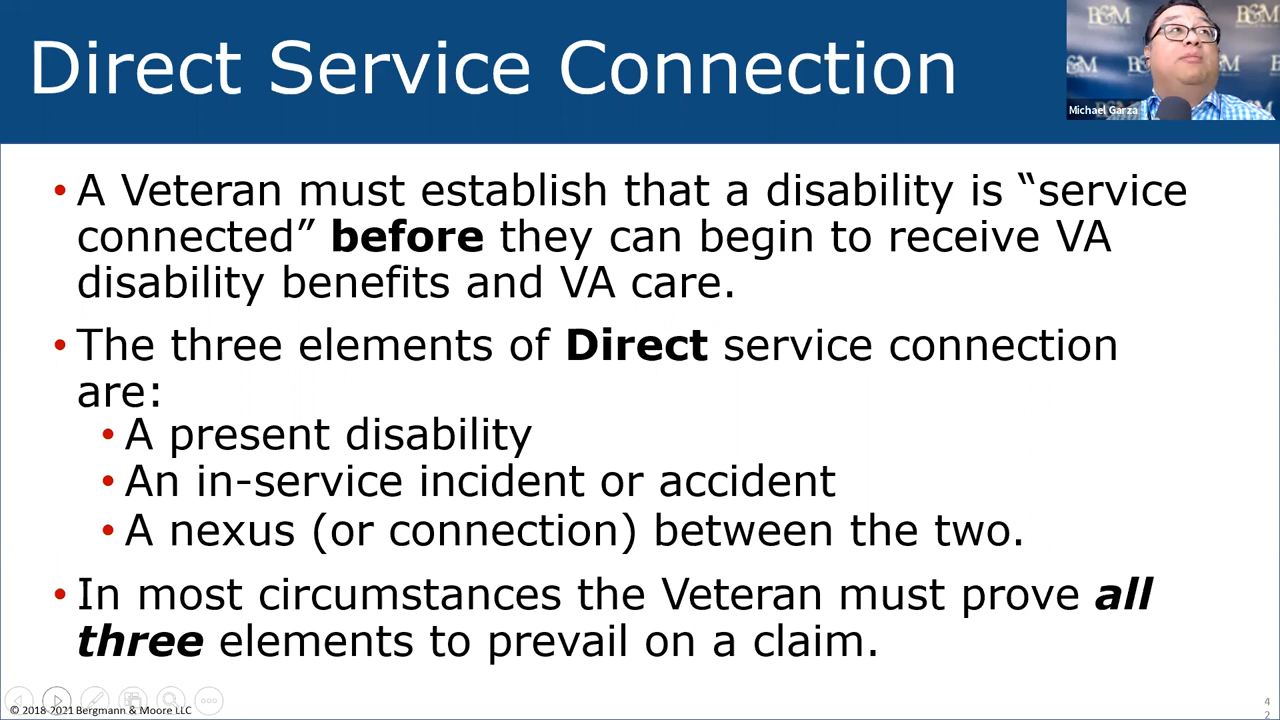 Direct Service Connection
B&M
B&M
B&M
B&M
B&M
Michael Garza
• A Veteran must establish that a disability is “service
connected” before they can begin to receive VA
disability benefits and VA care.
• The three elements of Direct service connection
are:
• A present disability
• An in-service incident or accident
• A nexus (or connection) between the two.
• In most circumstances the Veteran must prove all
three elements to prevail on a claim.
© 2018-2021 Bergmann & Moore LLC
4
2